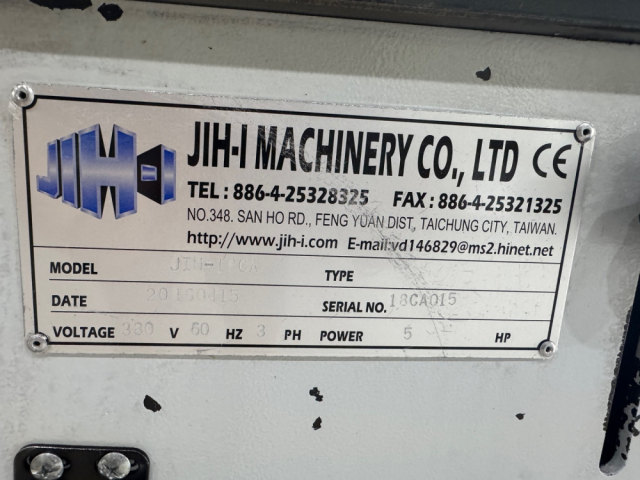 JIH-I JIH-I MACHINERY CO., LTD CE
TEL : 886-4-25328325 FAX : 886-4-25321325
NO.348. SAN HO RD., FENG YUAN DIST, TAICHUNG CITY, TAIWAN.
http://www.jih-i.com E-mail:vd146829@ms2.hinet.net
MODEL TYPE
DATE SERIAL NO. 18CA015
VOLTAGE 380 V 60 HZ 3 PH POWER 5 HP